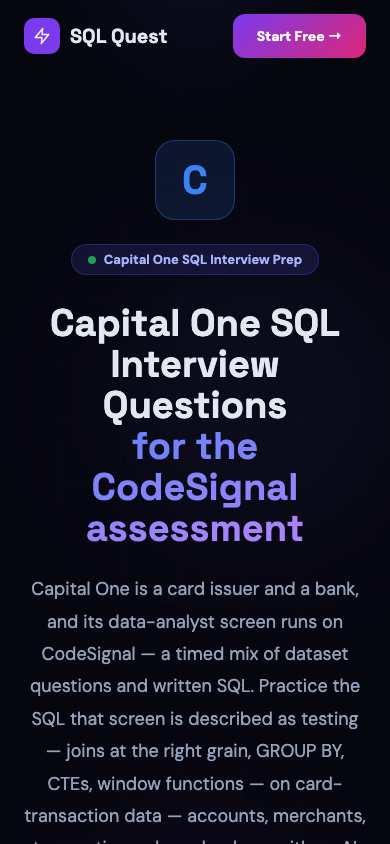 SQL Quest
Start Free →
C
Capital One SQL Interview Prep
Capital One SQL
Interview
Questions
for the
CodeSignal
assessment
Capital One is a card issuer and a bank,
and its data-analyst screen runs on
CodeSignal — a timed mix of dataset
questions and written SQL. Practice the
SQL that screen is described as testing
— joins at the right grain, GROUP BY,
CTEs, window functions — on card-
transaction data — accounts, merchants,